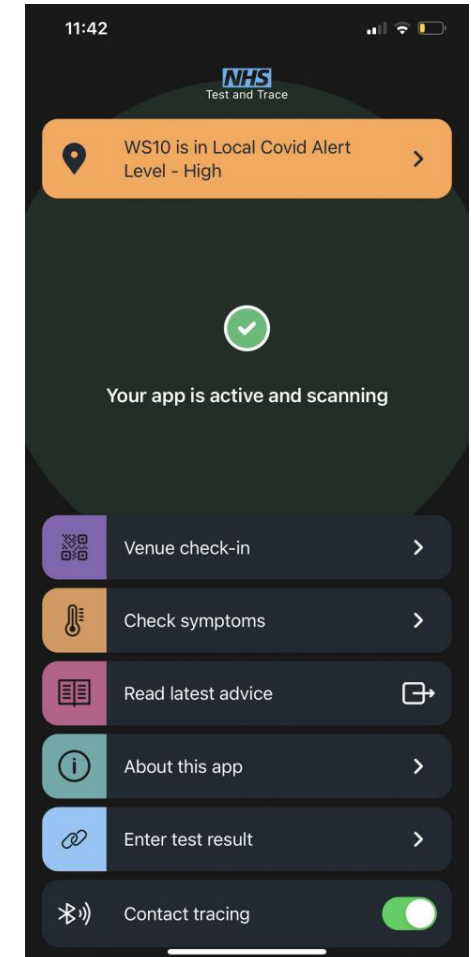 11:42
NHS
Test and Trace
WS10 is in Local Covid Alert
Level - High
Your app is active and scanning
Venue check-in
Check symptoms
Read latest advice
About this app
Enter test result
Contact tracing